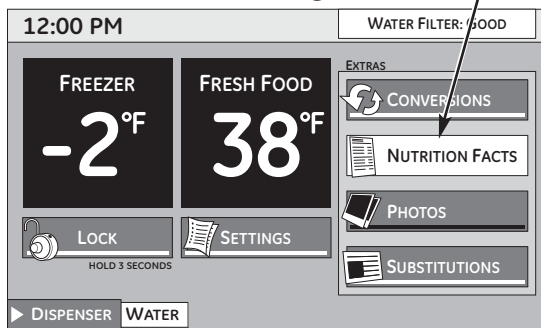 12:00 PM
WATER FILTER: GOOD
FREEZER
-2°F
FRESH FOOD
38°F
EXTRAS
CONVERSIONS
NUTRITION FACTS
PHOTOS
SUBSTITUTIONS
LOCK
HOLD 3 SECONDS
SETTINGS
DISPENSER
WATER